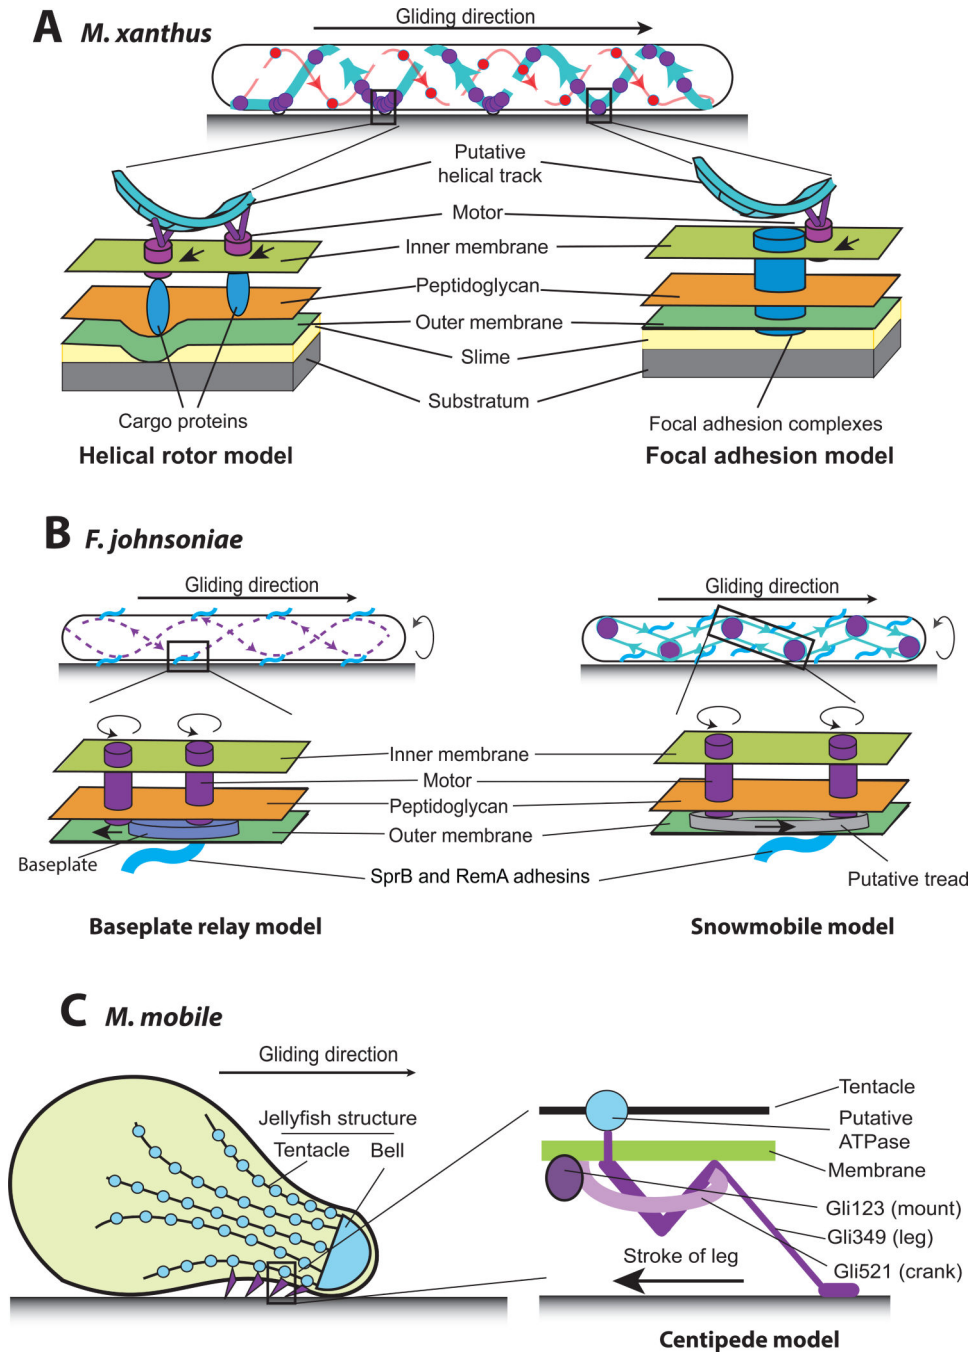 A M. xanthus
Gliding direction
Putative
helical track
Motor
Inner membrane
Peptidoglycan
Outer membrane
Slime
Substratum
Cargo proteins
Focal adhesion complexes
Helical rotor model
Focal adhesion model
B F. johnsoniae
Gliding direction
Gliding direction
Inner membrane
Motor
Peptidoglycan
Outer membrane
Baseplate
SprB and RemA adhesins
Putative tread
Baseplate relay model
Snowmobile model
C M. mobile
Gliding direction
Jellyfish structure
Tentacle Bell
Tentacle
Putative
ATPase
Membrane
Gli123 (mount)
Gli349 (leg)
Gli521 (crank)
Stroke of leg
Centipede model